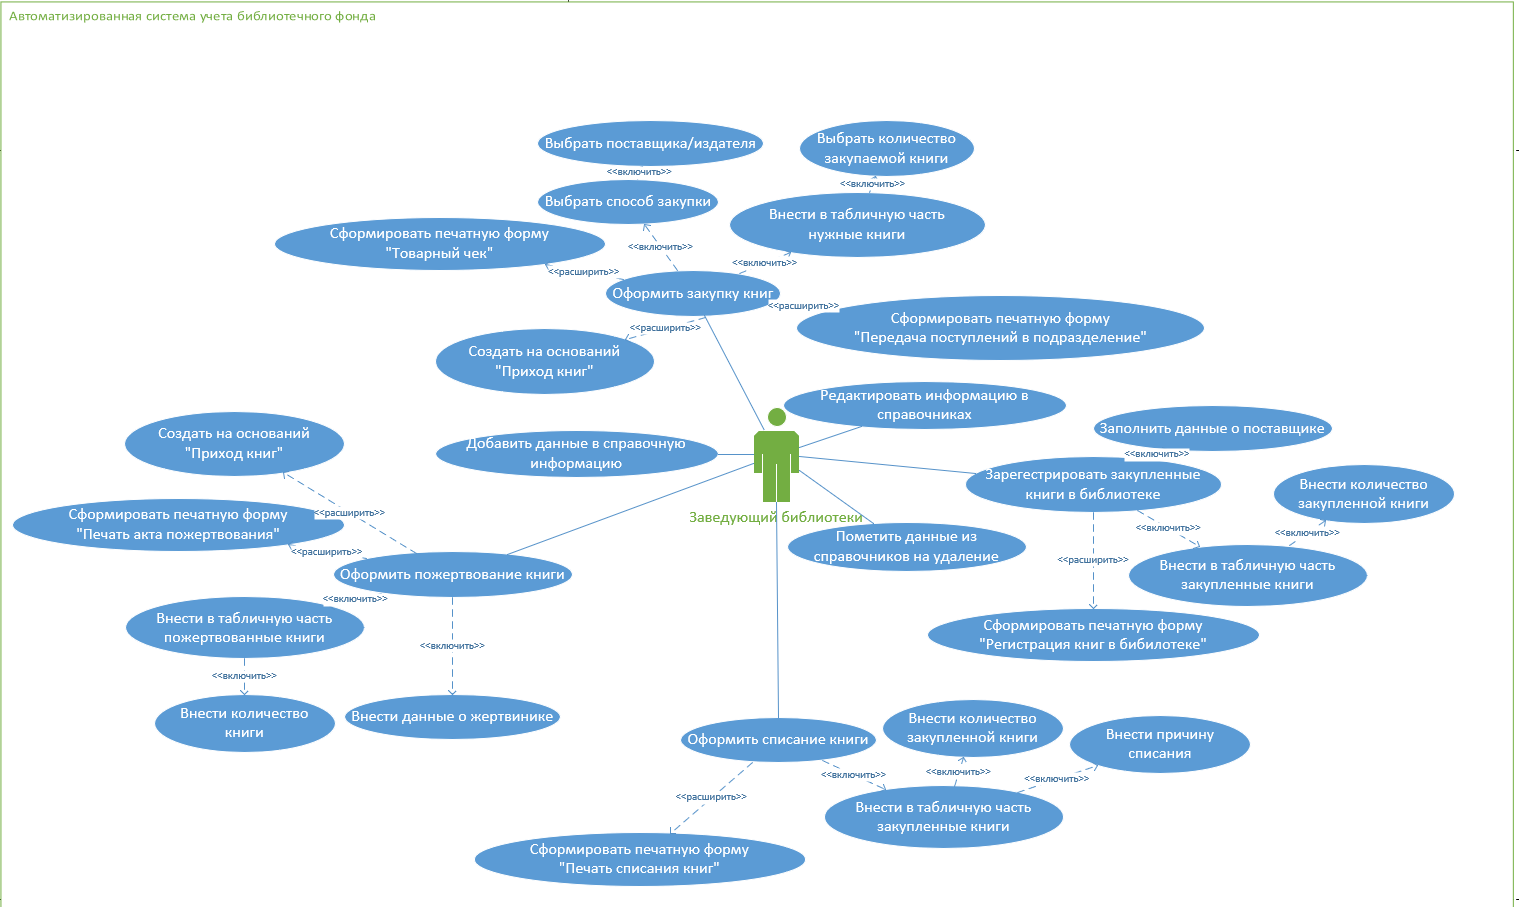 Автоматизированная система учета библиотечного фонда
Выбрать поставщика/издателя
<<включить>>
Выбрать способ закупки
Выбрать количество
закупаемой книги
<<включить>>
Внести в табличную часть
нужные книги
Сформировать печатную форму
"Товарный чек"
<<включить>>
<<включить>>
<<расширить>>
Оформить закупку книг
<<расширить>>
Сформировать печатную форму
"Передача поступлений в подразделение"
<<расширить>>
Создать на оснований
"Приход книг"
Редактировать информацию в
справочниках
Добавить данные в справочную
информацию
Заведующий библиотеки
Заполнить данные о поставщике
<<включить>>
Зарегестрировать закупленные
книги в библиотеке
Внести количество
закупленной книги
<<включить>>
<<включить>>
<<расширить>>
Внести в табличную часть
закупленные книги
Сформировать печатную форму
"Регистрация книг в бибилотеке"
Пометить данные из
справочников на удаление
Создать на оснований
"Приход книг"
<<расширить>>
Сформировать печатную форму
"Печать акта пожертвования"
<<расширить>>
Оформить пожертвование книги
<<включить>>
Внести в табличную часть
пожертвованные книги
<<включить>>
<<включить>>
Внести количество
книги
Внести данные о жертвинике
Оформить списание книги
Внести количество
закупленной книги
Внести причину
списания
<<включить>>
<<включить>>
<<включить>>
<<расширить>>
Внести в табличную часть
закупленные книги
Сформировать печатную форму
"Печать списания книг"